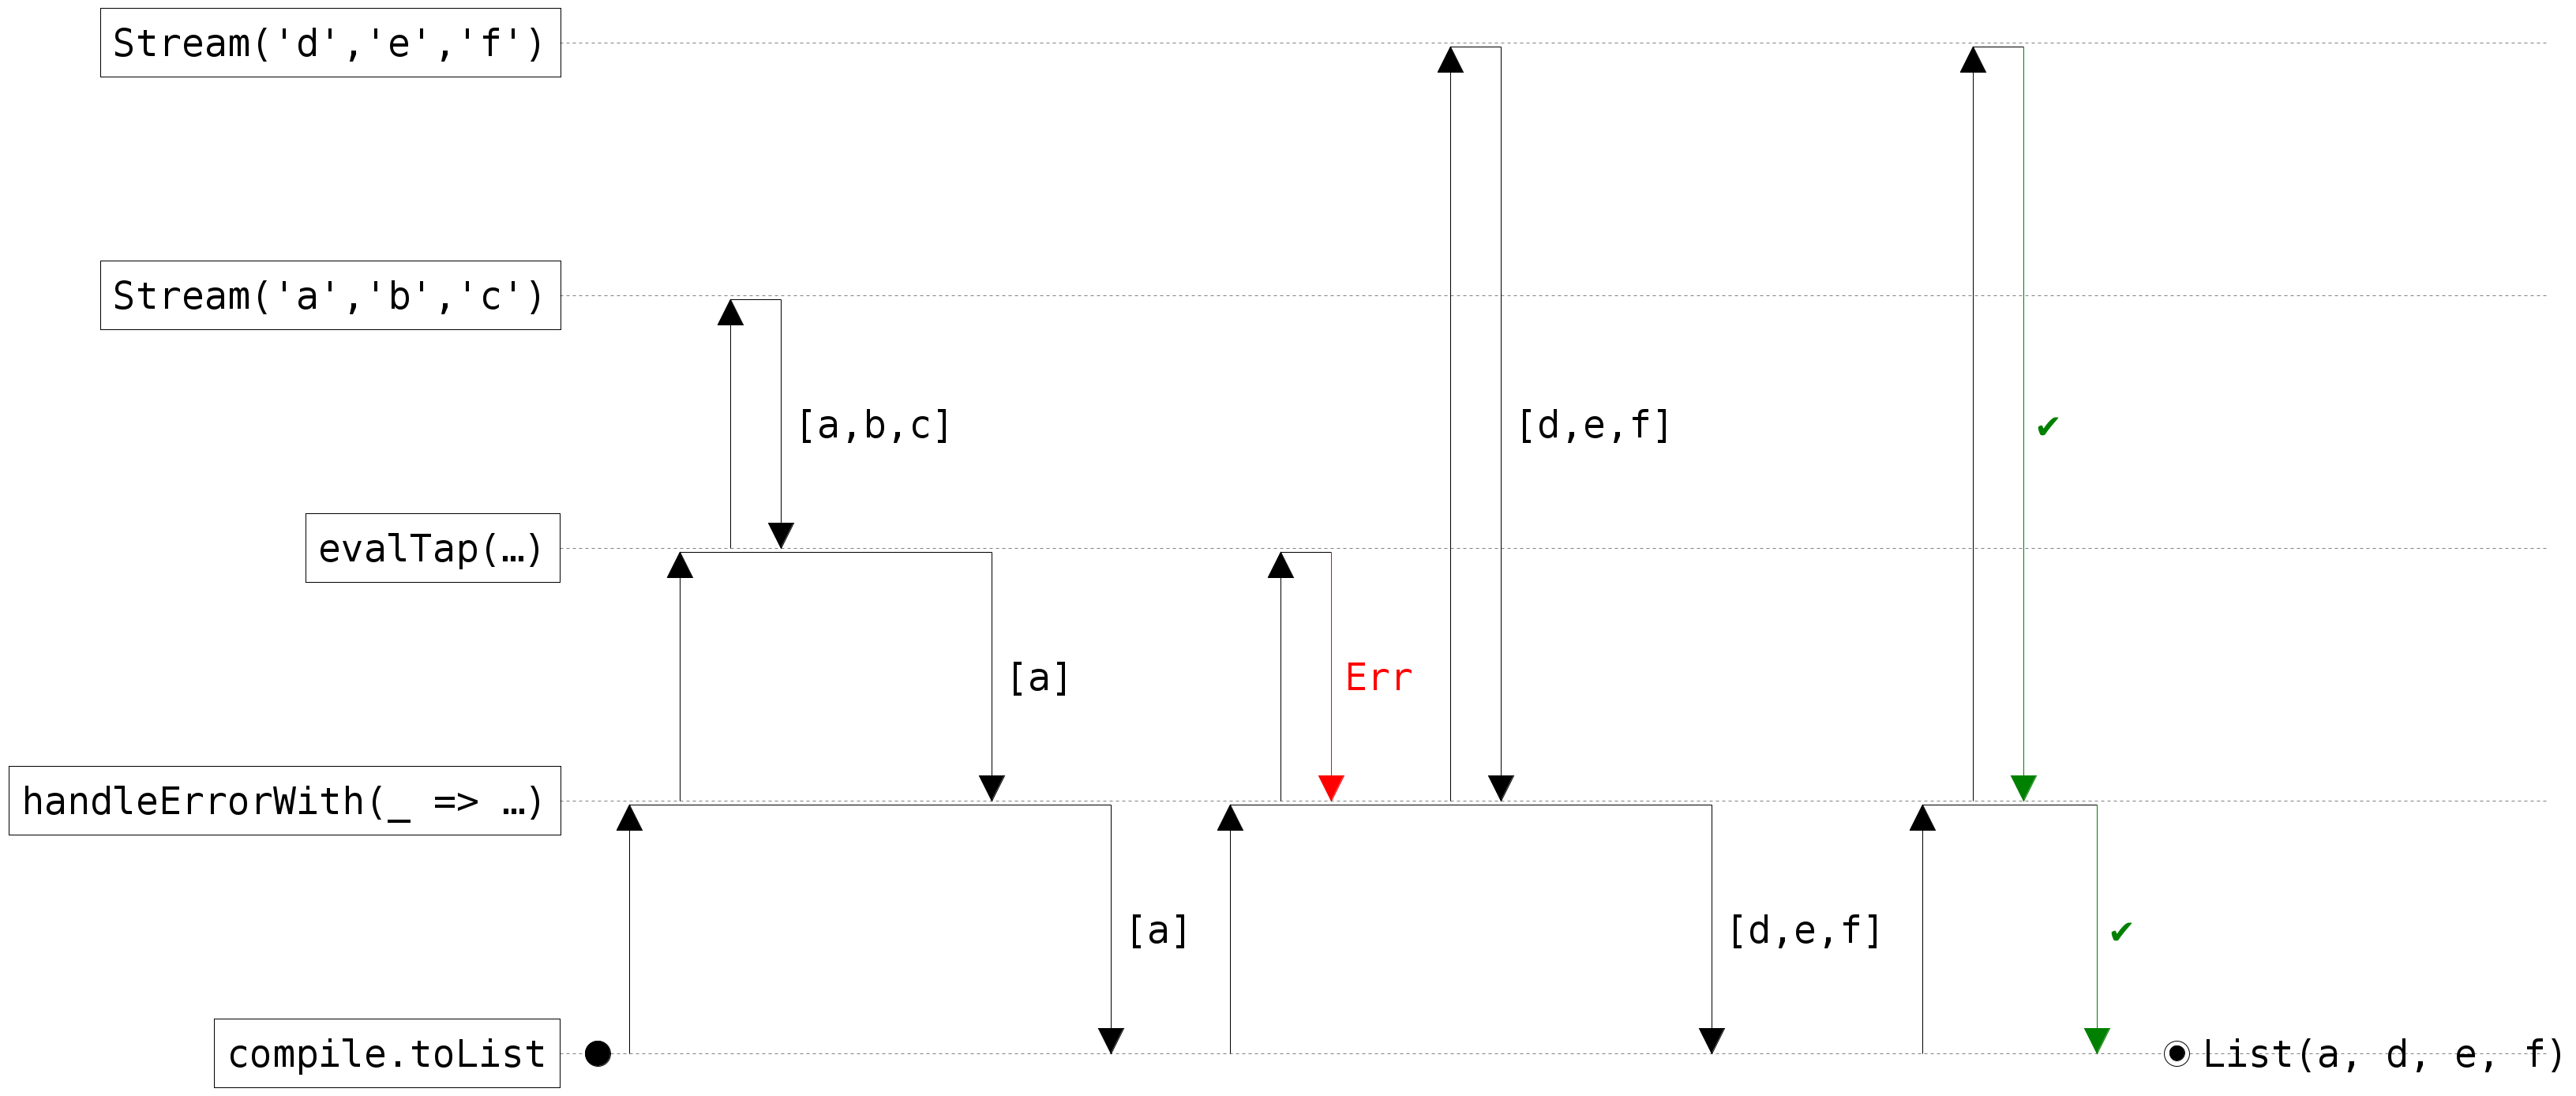 Stream('d','e','f')
Stream('a','b','c')
[a,b,c]
[d,e,f]
✔
evalTap(…)
[a]
Err
handleErrorWith(_ => …)
[a]
[d,e,f]
✔
compile.toList
List(a, d, e, f)